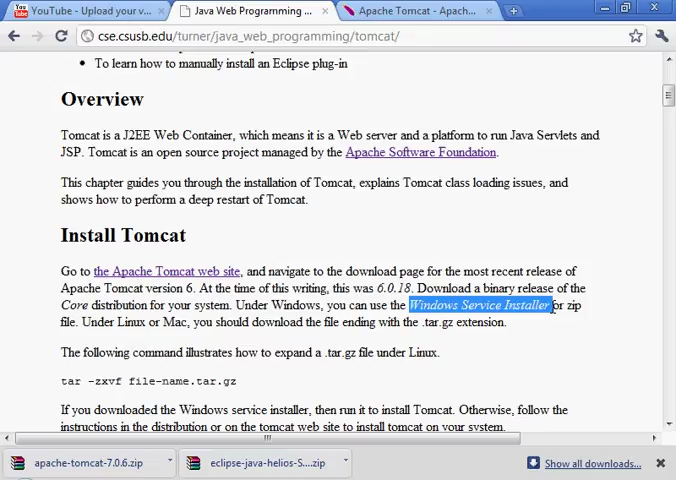 YouTube - Upload your v...
Java Web Programming ...
Apache Tomcat - Apach...
cse.csusb.edu/turner/java_web_programming/tomcat/
To learn how to manually install an Eclipse plug-in
Overview
Tomcat is a J2EE Web Container, which means it is a Web server and a platform to run Java Servlets and
JSP. Tomcat is an open source project managed by the Apache Software Foundation.
This chapter guides you through the installation of Tomcat, explains Tomcat class loading issues, and
shows how to perform a deep restart of Tomcat.
Install Tomcat
Go to the Apache Tomcat web site, and navigate to the download page for the most recent release of
Apache Tomcat version 6. At the time of this writing, this was 6.0.18. Download a binary release of the
Core distribution for your system. Under Windows, you can use the Windows Service Installer or zip
file. Under Linux or Mac, you should download the file ending with the .tar.gz extension.
The following command illustrates how to expand a .tar.gz file under Linux.
tar -zxvf file-name.tar.gz
If you downloaded the Windows service installer, then run it to install Tomcat. Otherwise, follow the
instructions in the distribution or on the tomcat web site to install tomcat on your system.
apache-tomcat-7.0.6.zip
eclipse-java-helios-S....zip
Show all downloads...